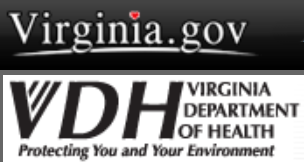 Virginia.gov
VDH VIRGINIA
DEPARTMENT
OF HEALTH
Protecting You and Your Environment